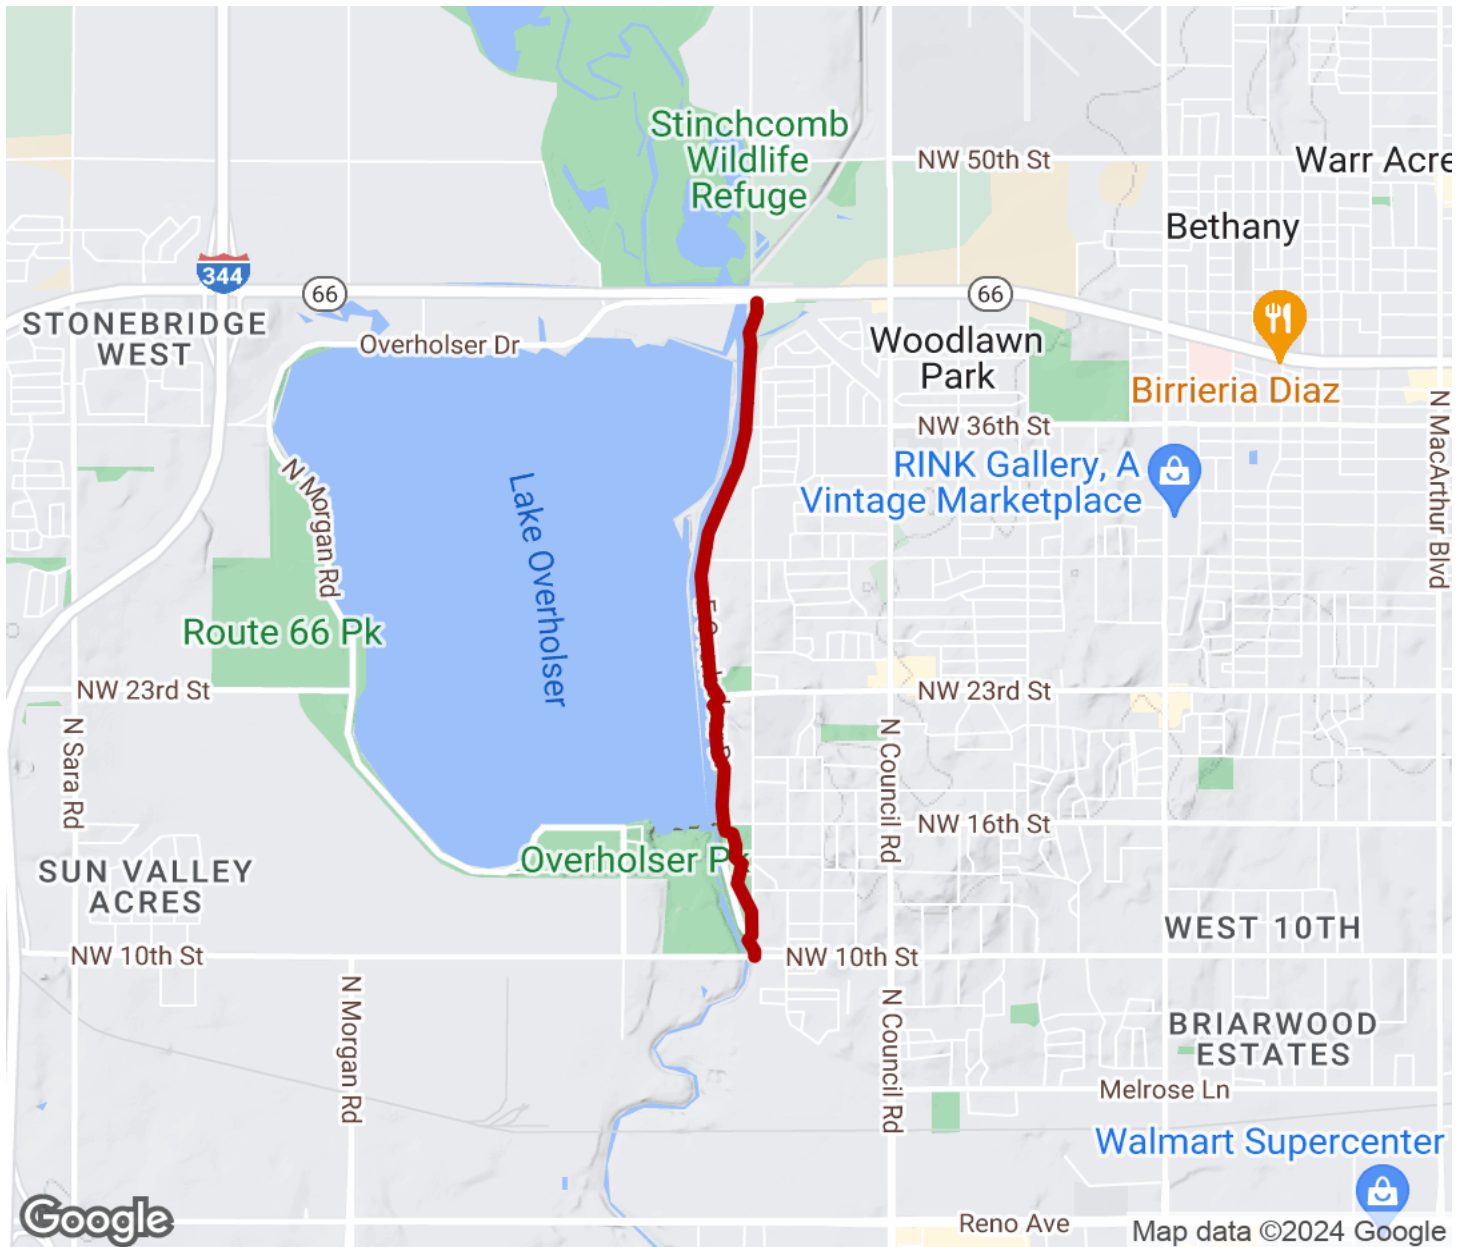 Stinchcomb
Wildlife
Refuge
NW 50th St
Warr Acre
Bethany
344
66
66
STONEBRIDGE
WEST
Overholser Dr
Woodlawn
Park
Birrieria Diaz
NW 36th St
N MacArthur Blvd
RINK Gallery, A
Vintage Marketplace
N Morgan Rd
Lake Overholser
Route 66 Pk
NW 23rd St
NW 23rd St
N Sara Rd
N Council Rd
NW 16th St
SUN VALLEY
ACRES
Overholser Pk
WEST 10TH
NW 10th St
NW 10th St
N Morgan Rd
N Council Rd
BRIARWOOD
ESTATES
Melrose Ln
Walmart Supercenter
Google
Reno Ave
Map data ©2024 Google